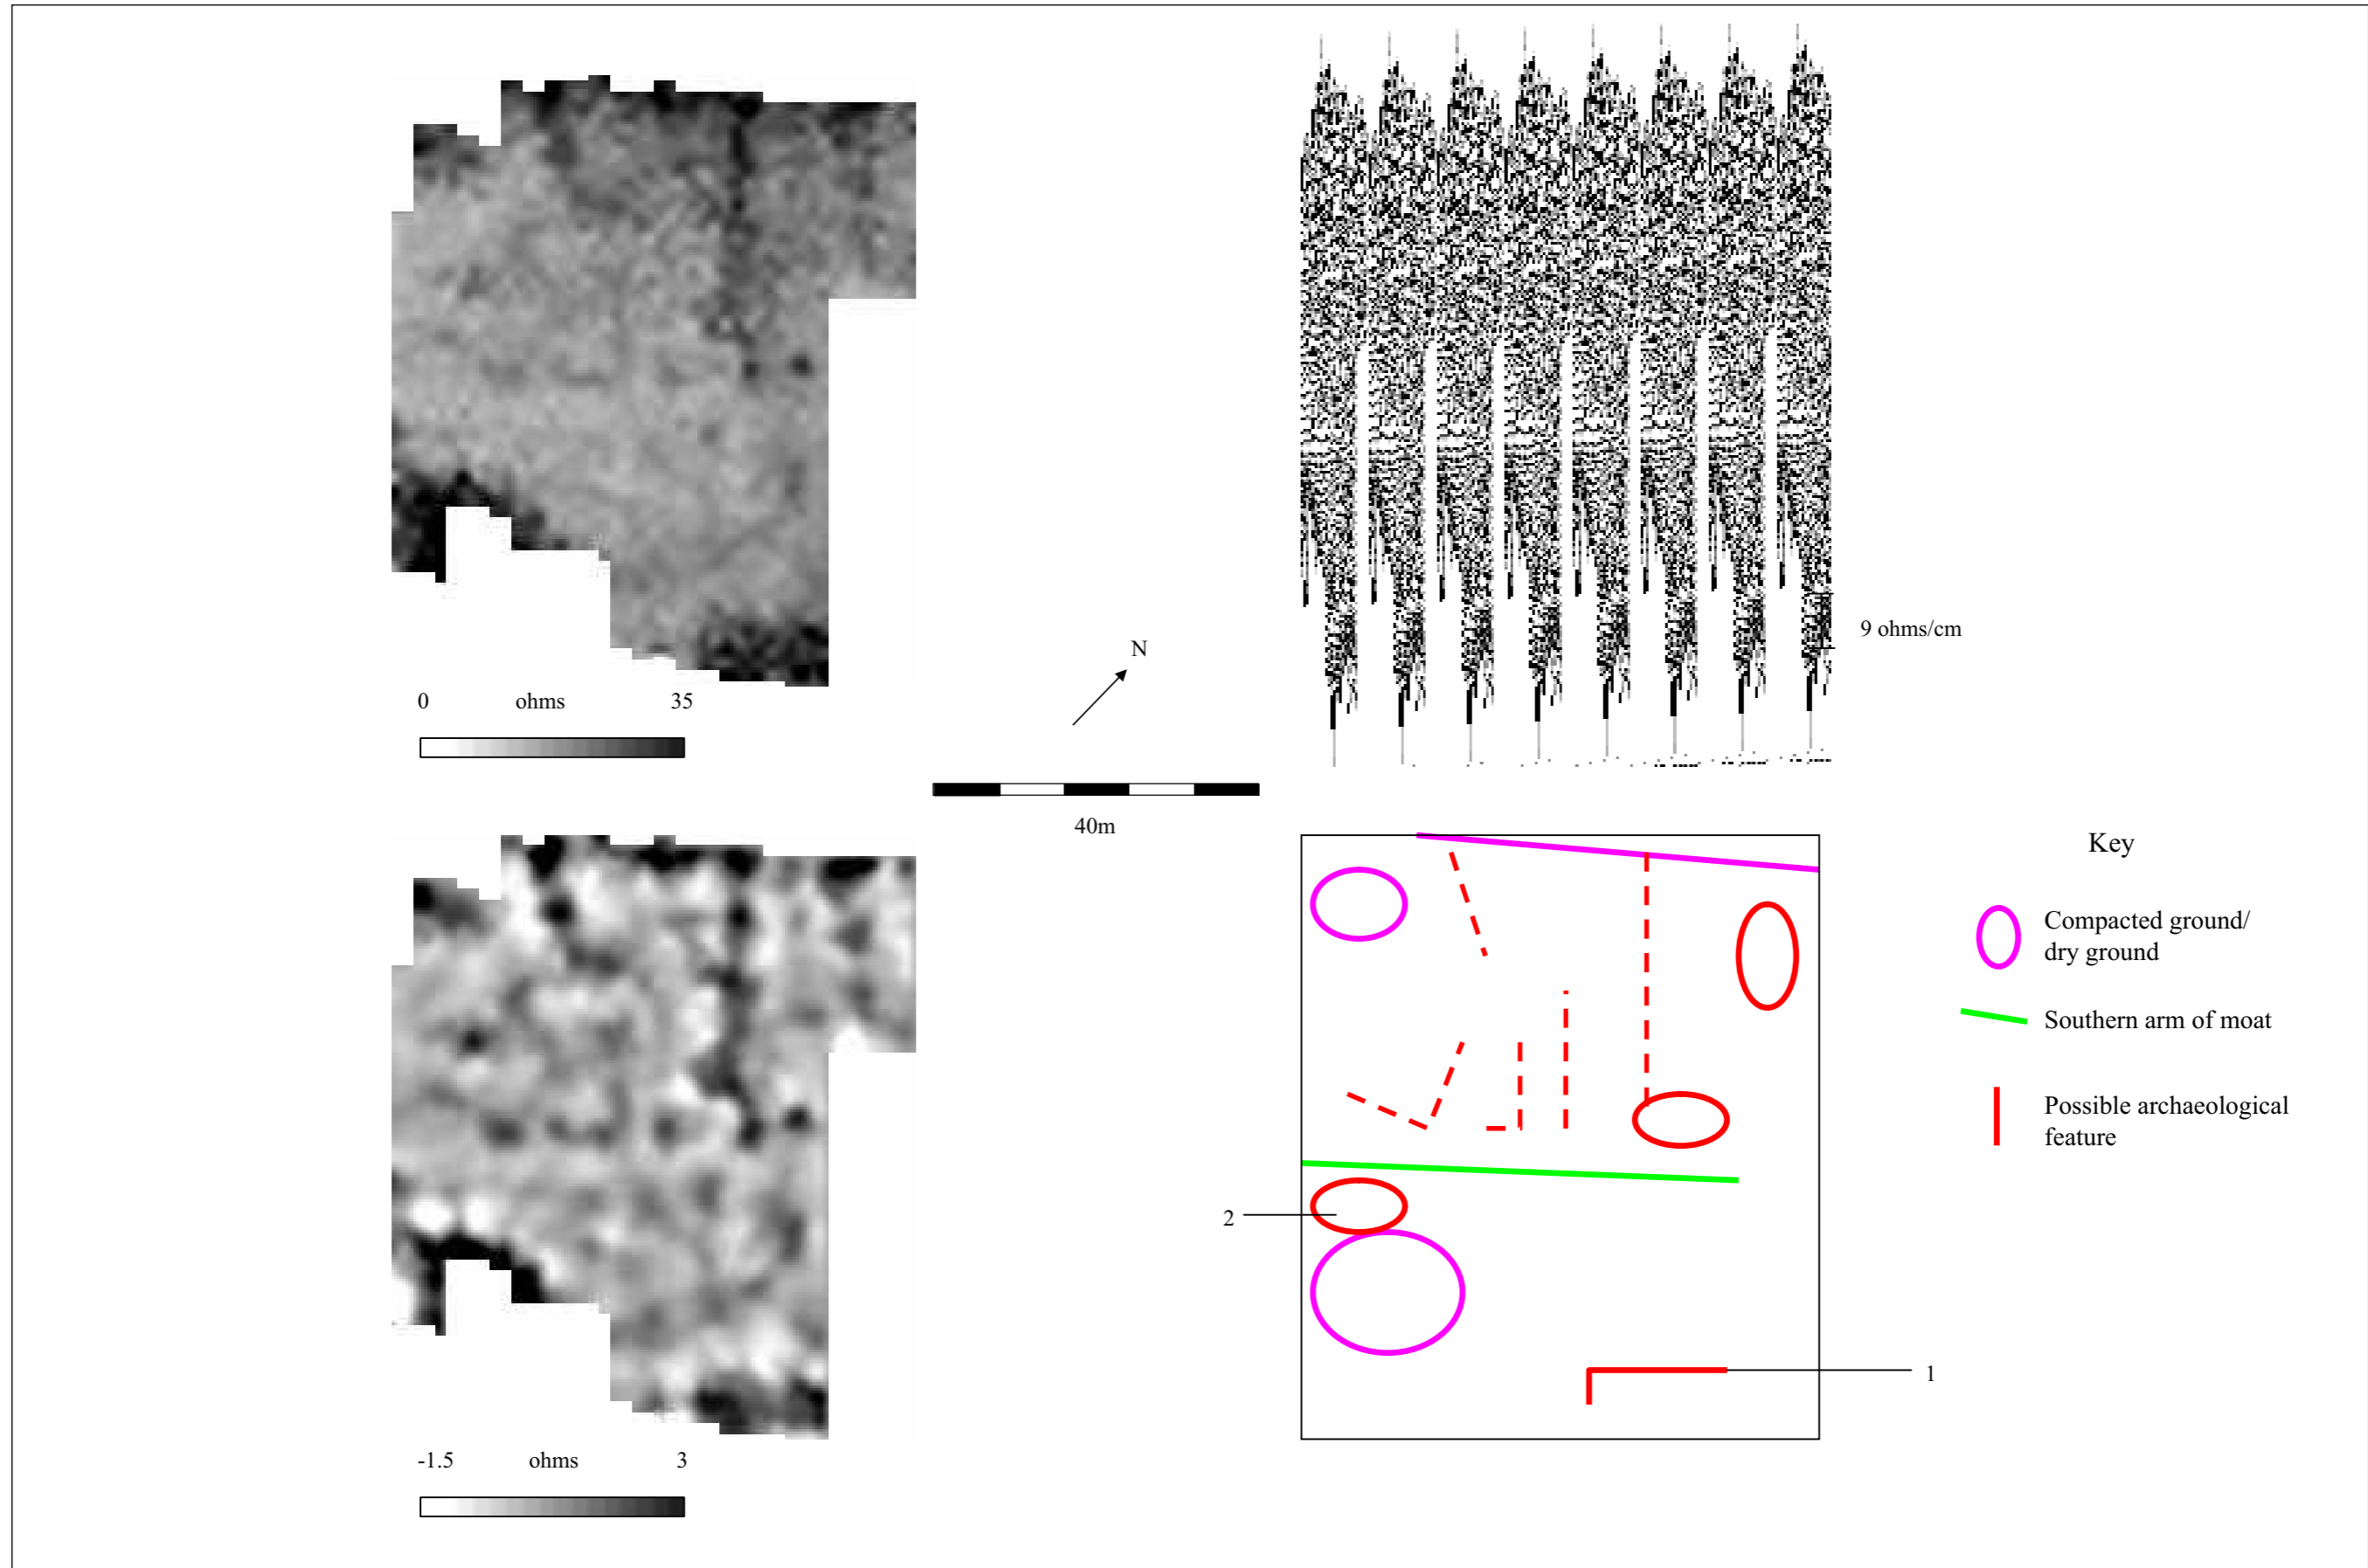 0 ohms 35
N
9 ohms/cm
40m
-1.5 ohms 3
Key
Compacted ground/
dry ground
Southern arm of moat
Possible archaeological
feature
2
1